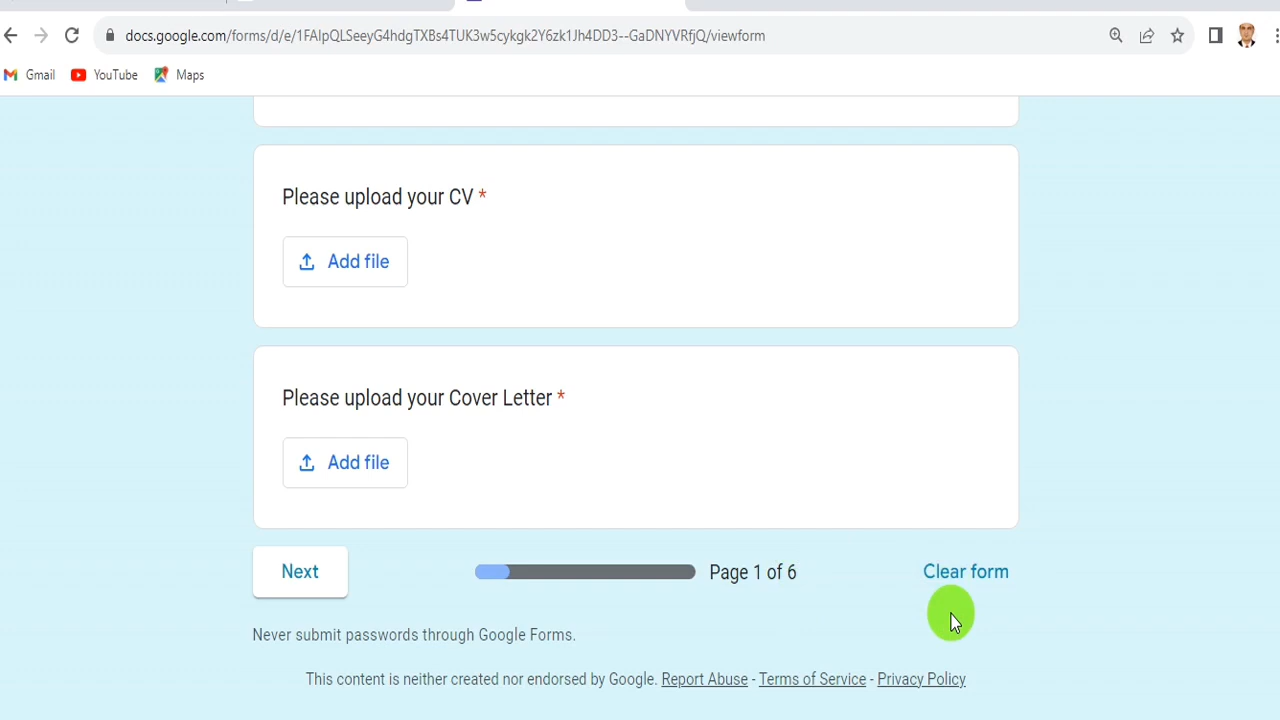 docs.google.com/forms/d/e/1FAIpQLSeeyG4hdgTXBs4TUK3w5cykgk2Y6zk1Jh4DD3--GaDNYVRfjQ/viewform
Gmail YouTube Maps
Please upload your CV *
Add file
Please upload your Cover Letter *
Add file
Next Page 1 of 6 Clear form
Never submit passwords through Google Forms.
This content is neither created nor endorsed by Google. Report Abuse - Terms of Service - Privacy Policy